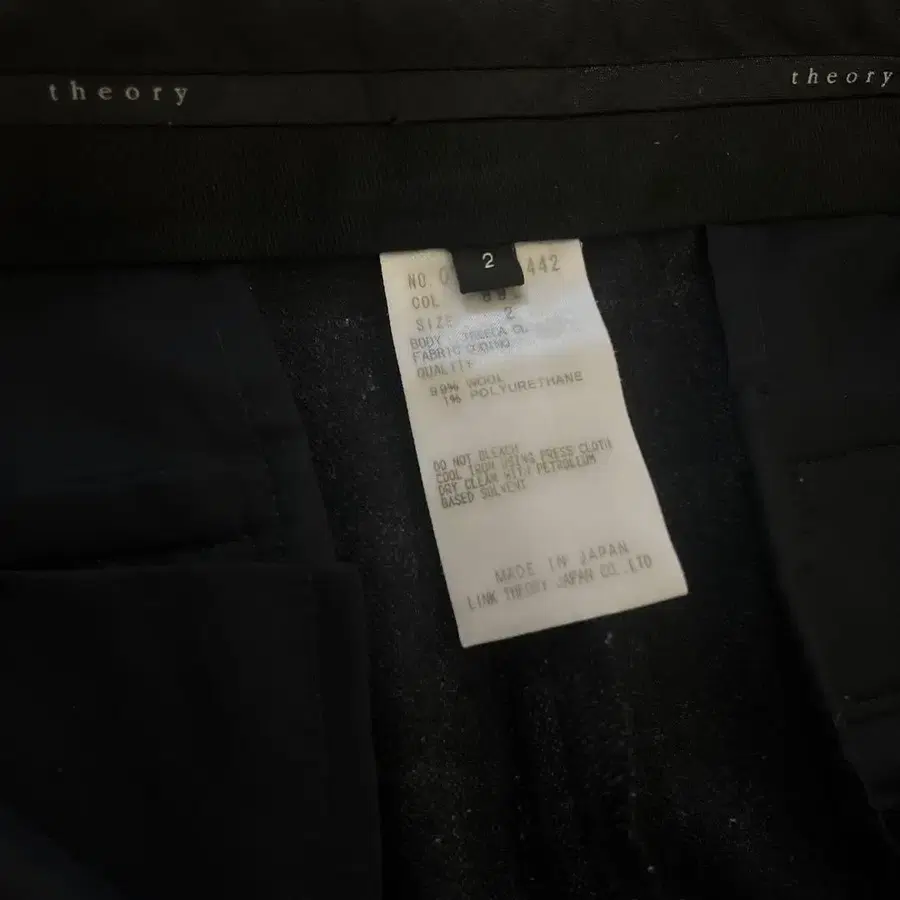 theory theory
2
NO. 0 442
COL
SIZE 2
BODY
FABRIC
QUALITY
99% WOOL
1% POLYURETHANE
DO NOT BLEACH
COOL IRON USING PRESS CLOTH
DRY CLEAN WITH PETROLEUM
BASED SOLVENT
MADE IN JAPAN
LINK THEORY JAPAN CO.,LTD